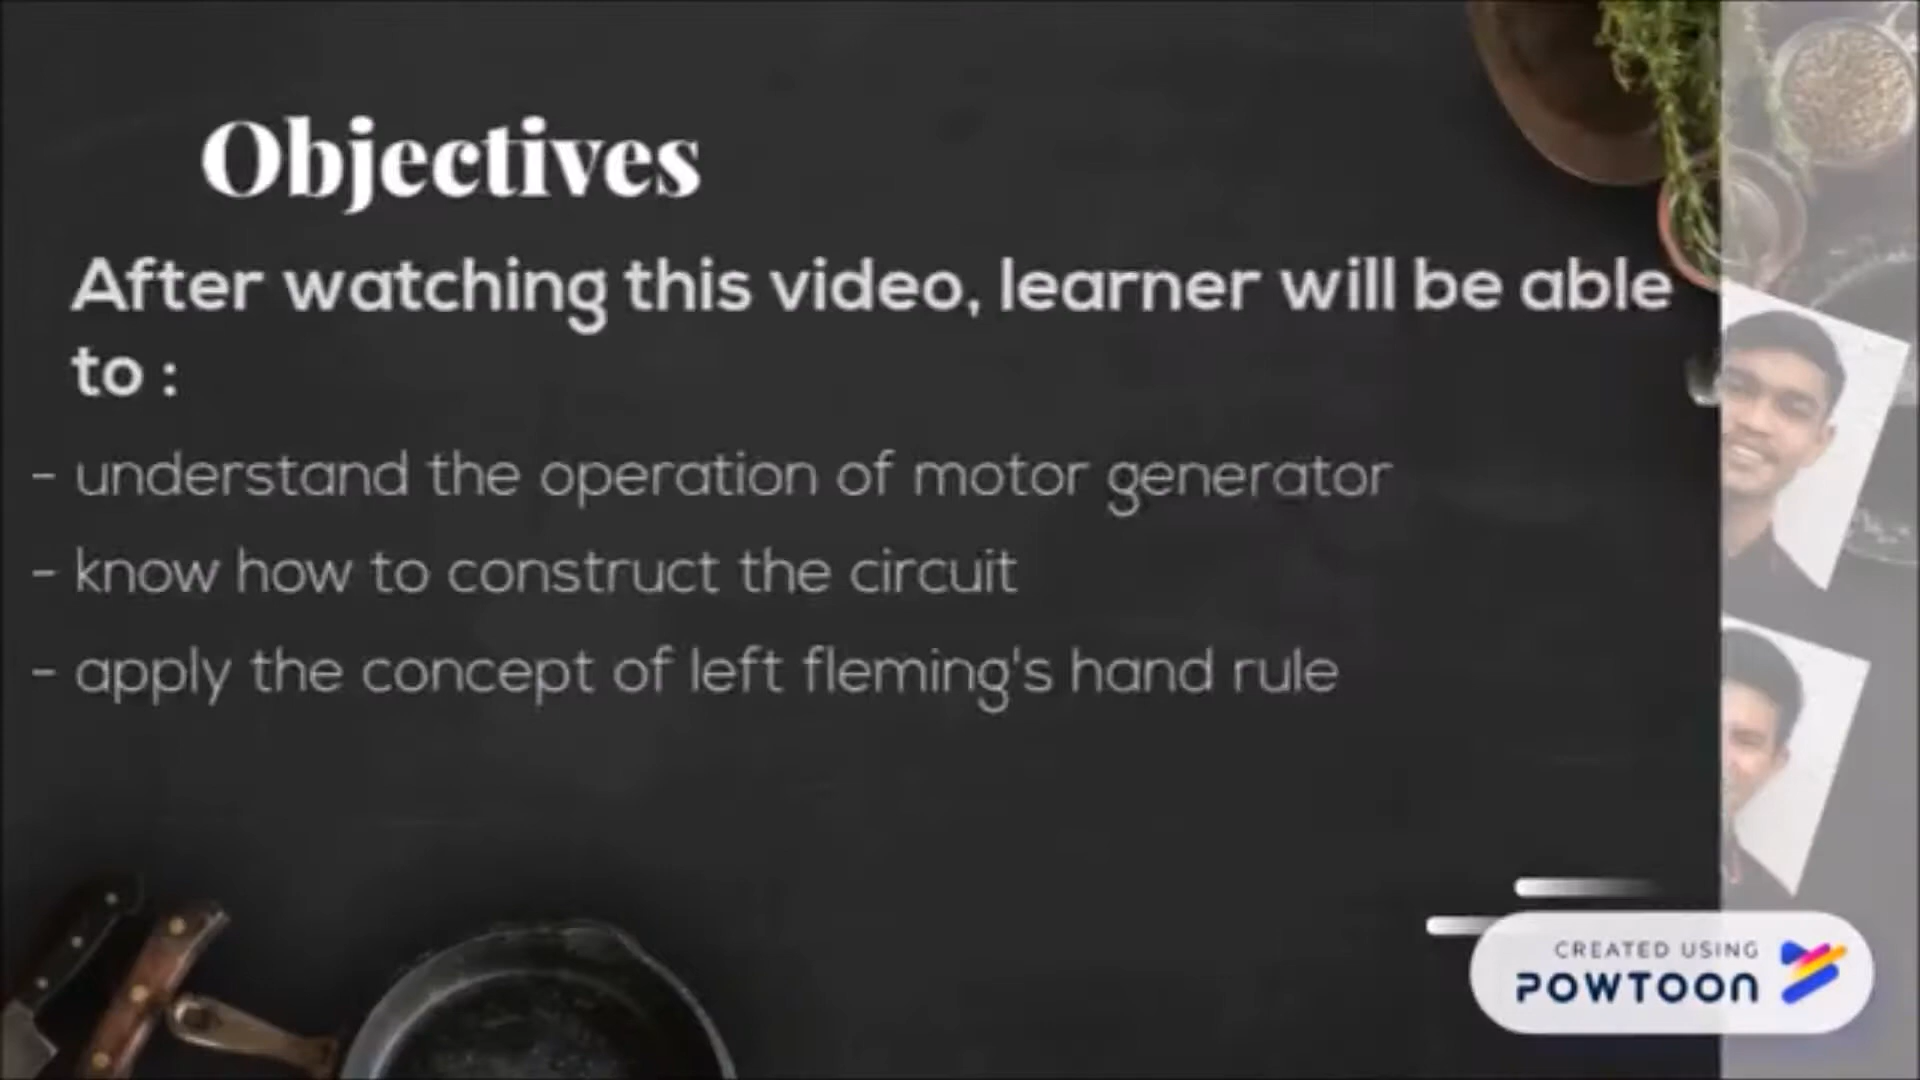 Objectives
After watching this video, learner will be able
to :
- understand the operation of motor generator
- know how to construct the circuit
- apply the concept of left fleming's hand rule
CREATED USING
POWTOON